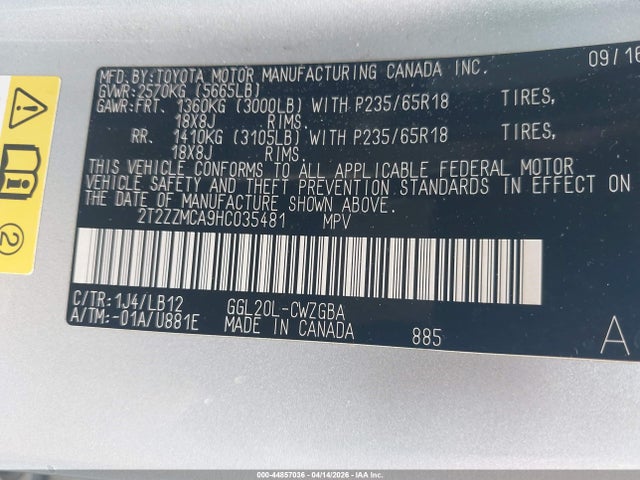 MFD.BY:TOYOTA MOTOR MANUFACTURING CANADA INC. 09/16
GVWR:2570KG (5665LB)
GAWR:FRT. 1360KG (3000LB) WITH P235/65R18 TIRES,
18X8J RIMS.
RR. 1410KG (3105LB) WITH P235/65R18 TIRES,
18X8J RIMS.
THIS VEHICLE CONFORMS TO ALL APPLICABLE FEDERAL MOTOR
VEHICLE SAFETY AND THEFT PREVENTION STANDARDS IN EFFECT ON
THE DATE OF MANUFACTURE SHOWN ABOVE.
2T2ZZMCA9HC035481 MPV
C/TR:1J4/LB12 GGL20L-CWZGBA
A/TM:-01A/U881E MADE IN CANADA 885 A
2
000-44857036 - 04/14/2026 - IAA Inc.